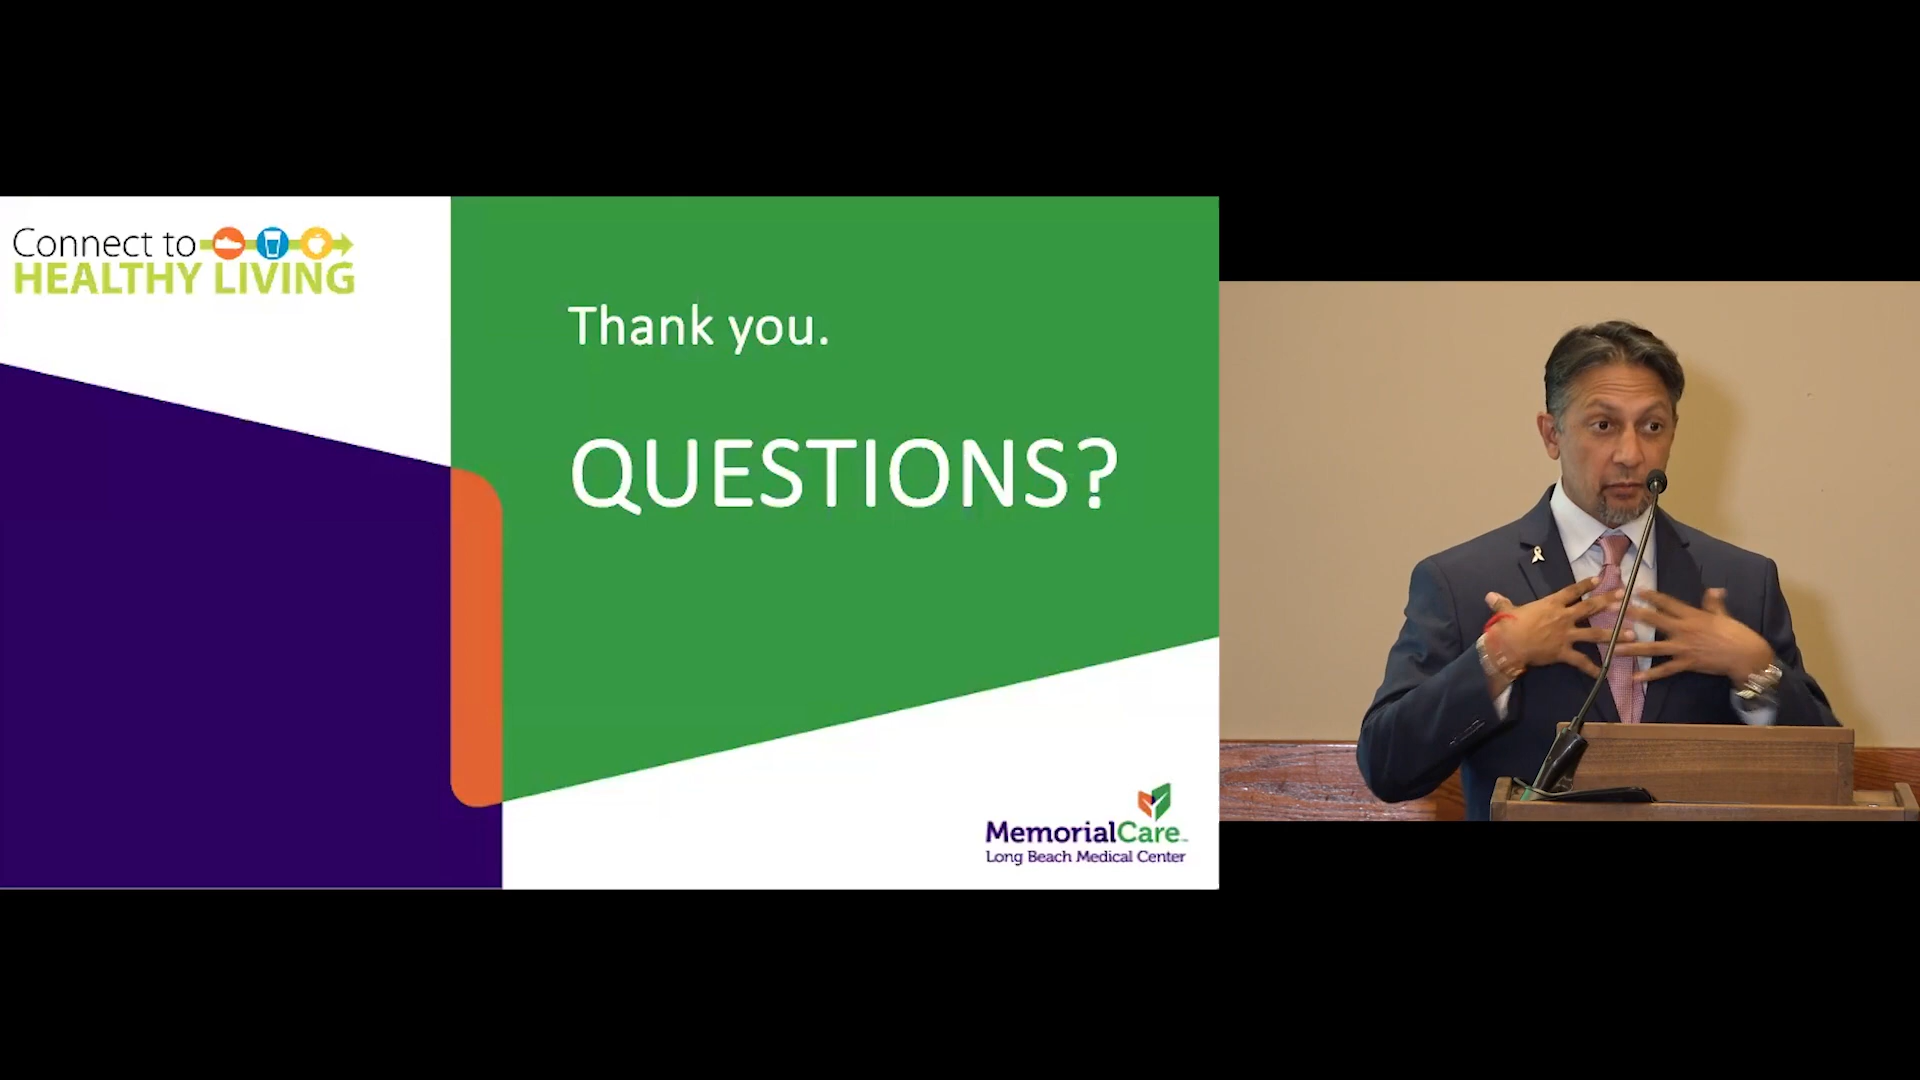 Connect to
HEALTHY LIVING
Thank you.
QUESTIONS?
MemorialCare
Long Beach Medical Center